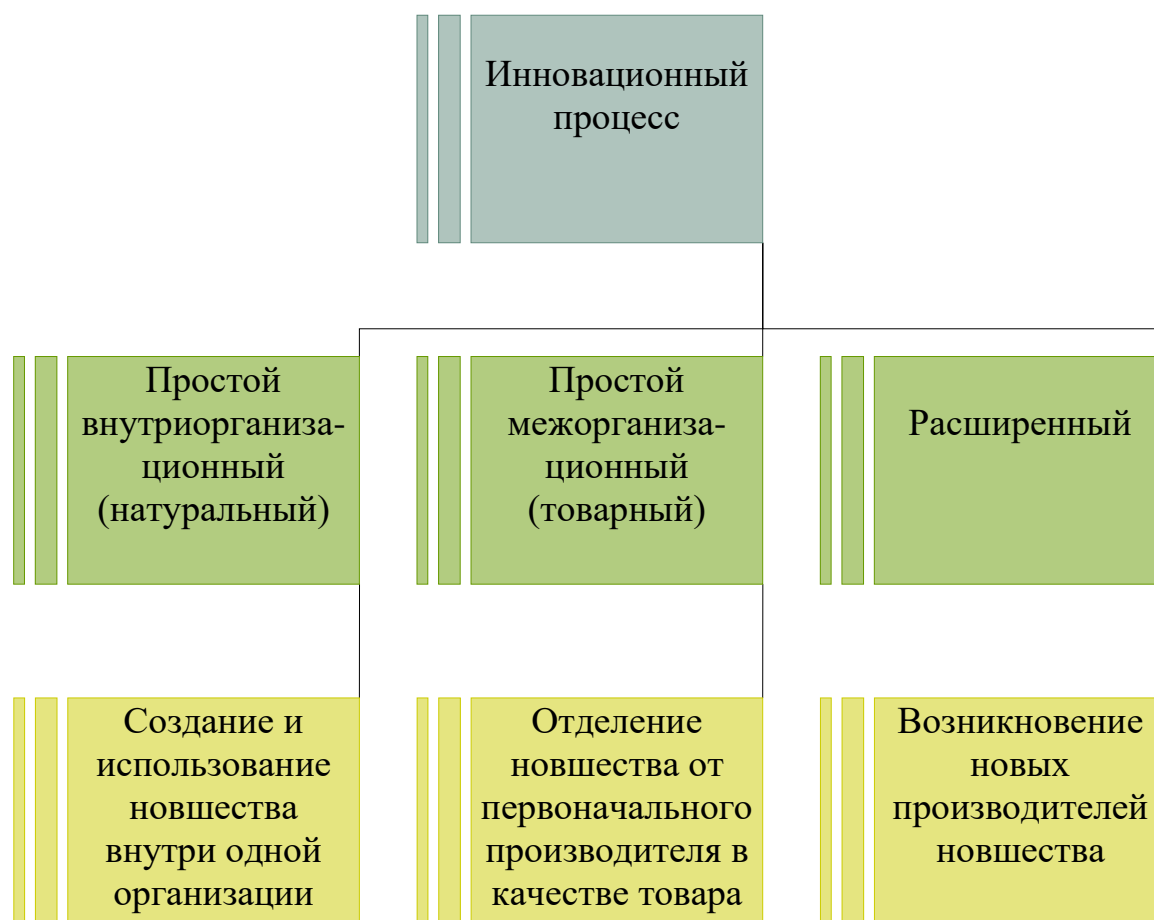 Инновационный
процесс
Простой
внутриорганиза-
ционный
(натуральный)
Простой
межорганиза-
ционный
(товарный)
Расширенный
Создание и
использование
новшества
внутри одной
организации
Отделение
новшества от
первоначального
производителя в
качестве товара
Возникновение
новых
производителей
новшества